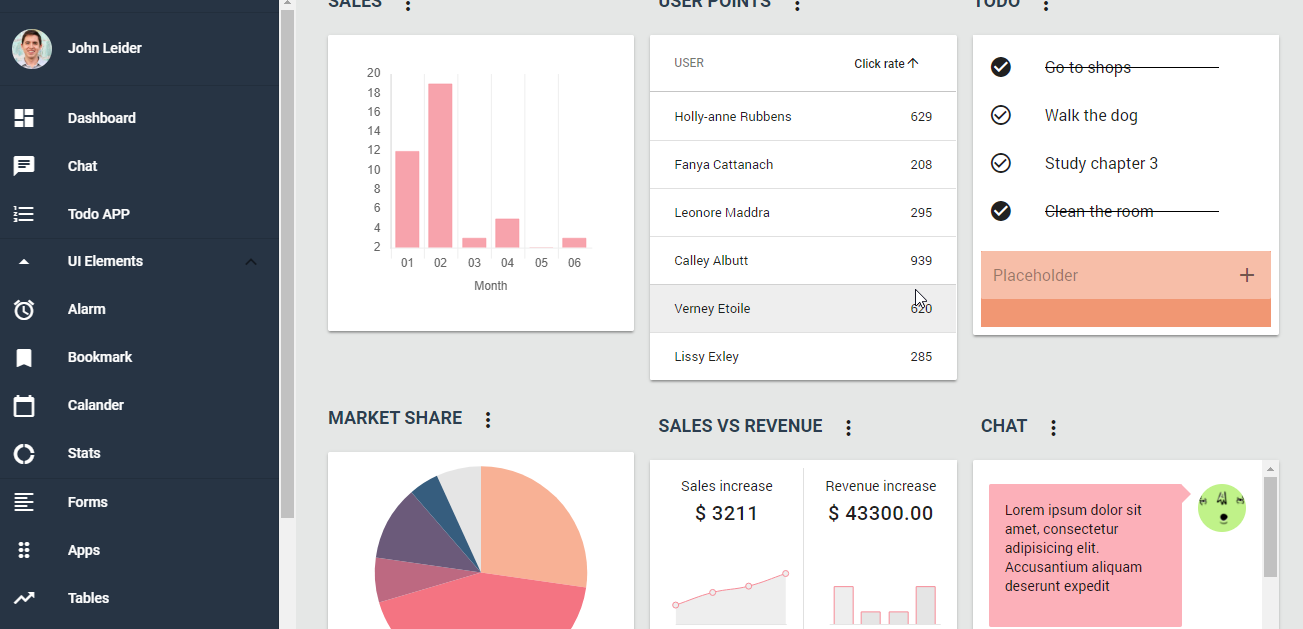 John Leider
Dashboard
Chat
Todo APP
UI Elements
Alarm
Bookmark
Calander
Stats
Forms
Apps
Tables
SALES
20
18
16
14
12
10
8
6
4
2
01 02 03 04 05 06
Month
USER POINTS
USER Click rate
Holly-anne Rubbens 629
Fanya Cattanach 208
Leonore Maddra 295
Calley Albutt 939
Verney Etoile 620
Lissy Exley 285
TODO
Go to shops
Walk the dog
Study chapter 3
Clean the room
Placeholder
MARKET SHARE
SALES VS REVENUE
Sales increase
$ 3211
Revenue increase
$ 43300.00
CHAT
Lorem ipsum dolor sit
amet, consectetur
adipisicing elit.
Accusantium aliquam
deserunt expedit